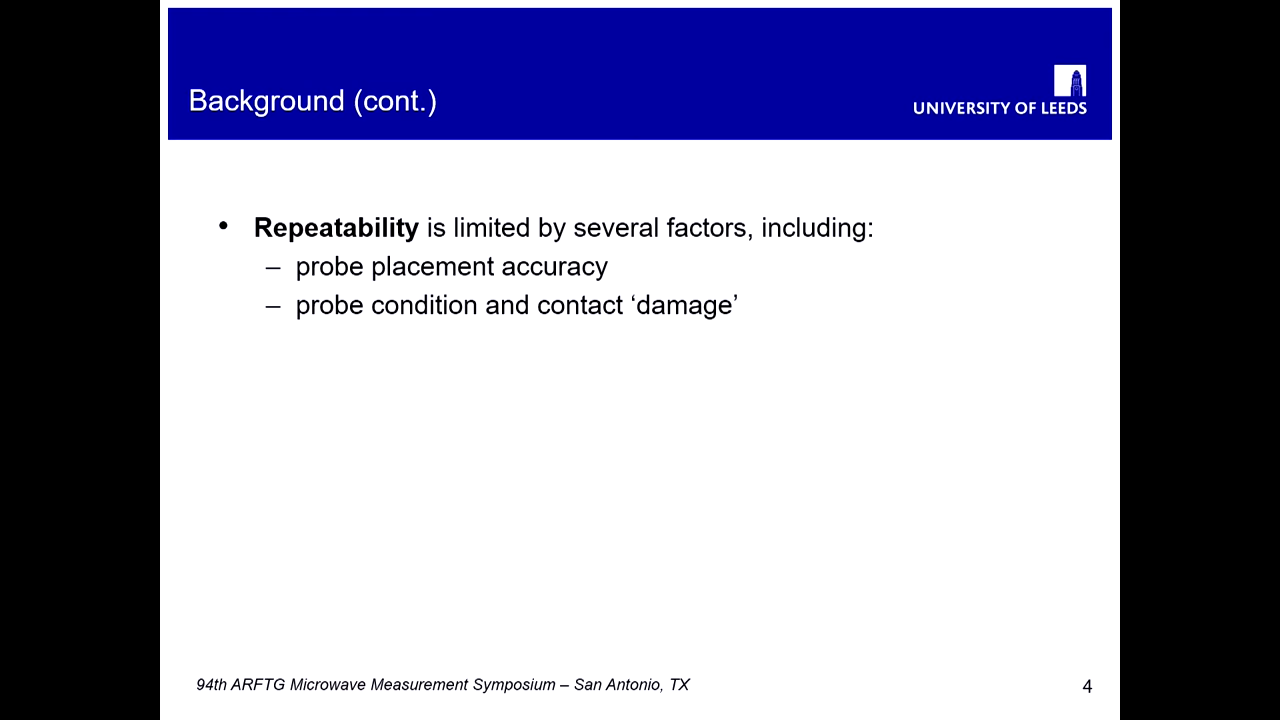 Background (cont.)
UNIVERSITY OF LEEDS
• Repeatability is limited by several factors, including:
– probe placement accuracy
– probe condition and contact ‘damage’
94th ARFTG Microwave Measurement Symposium – San Antonio, TX
4